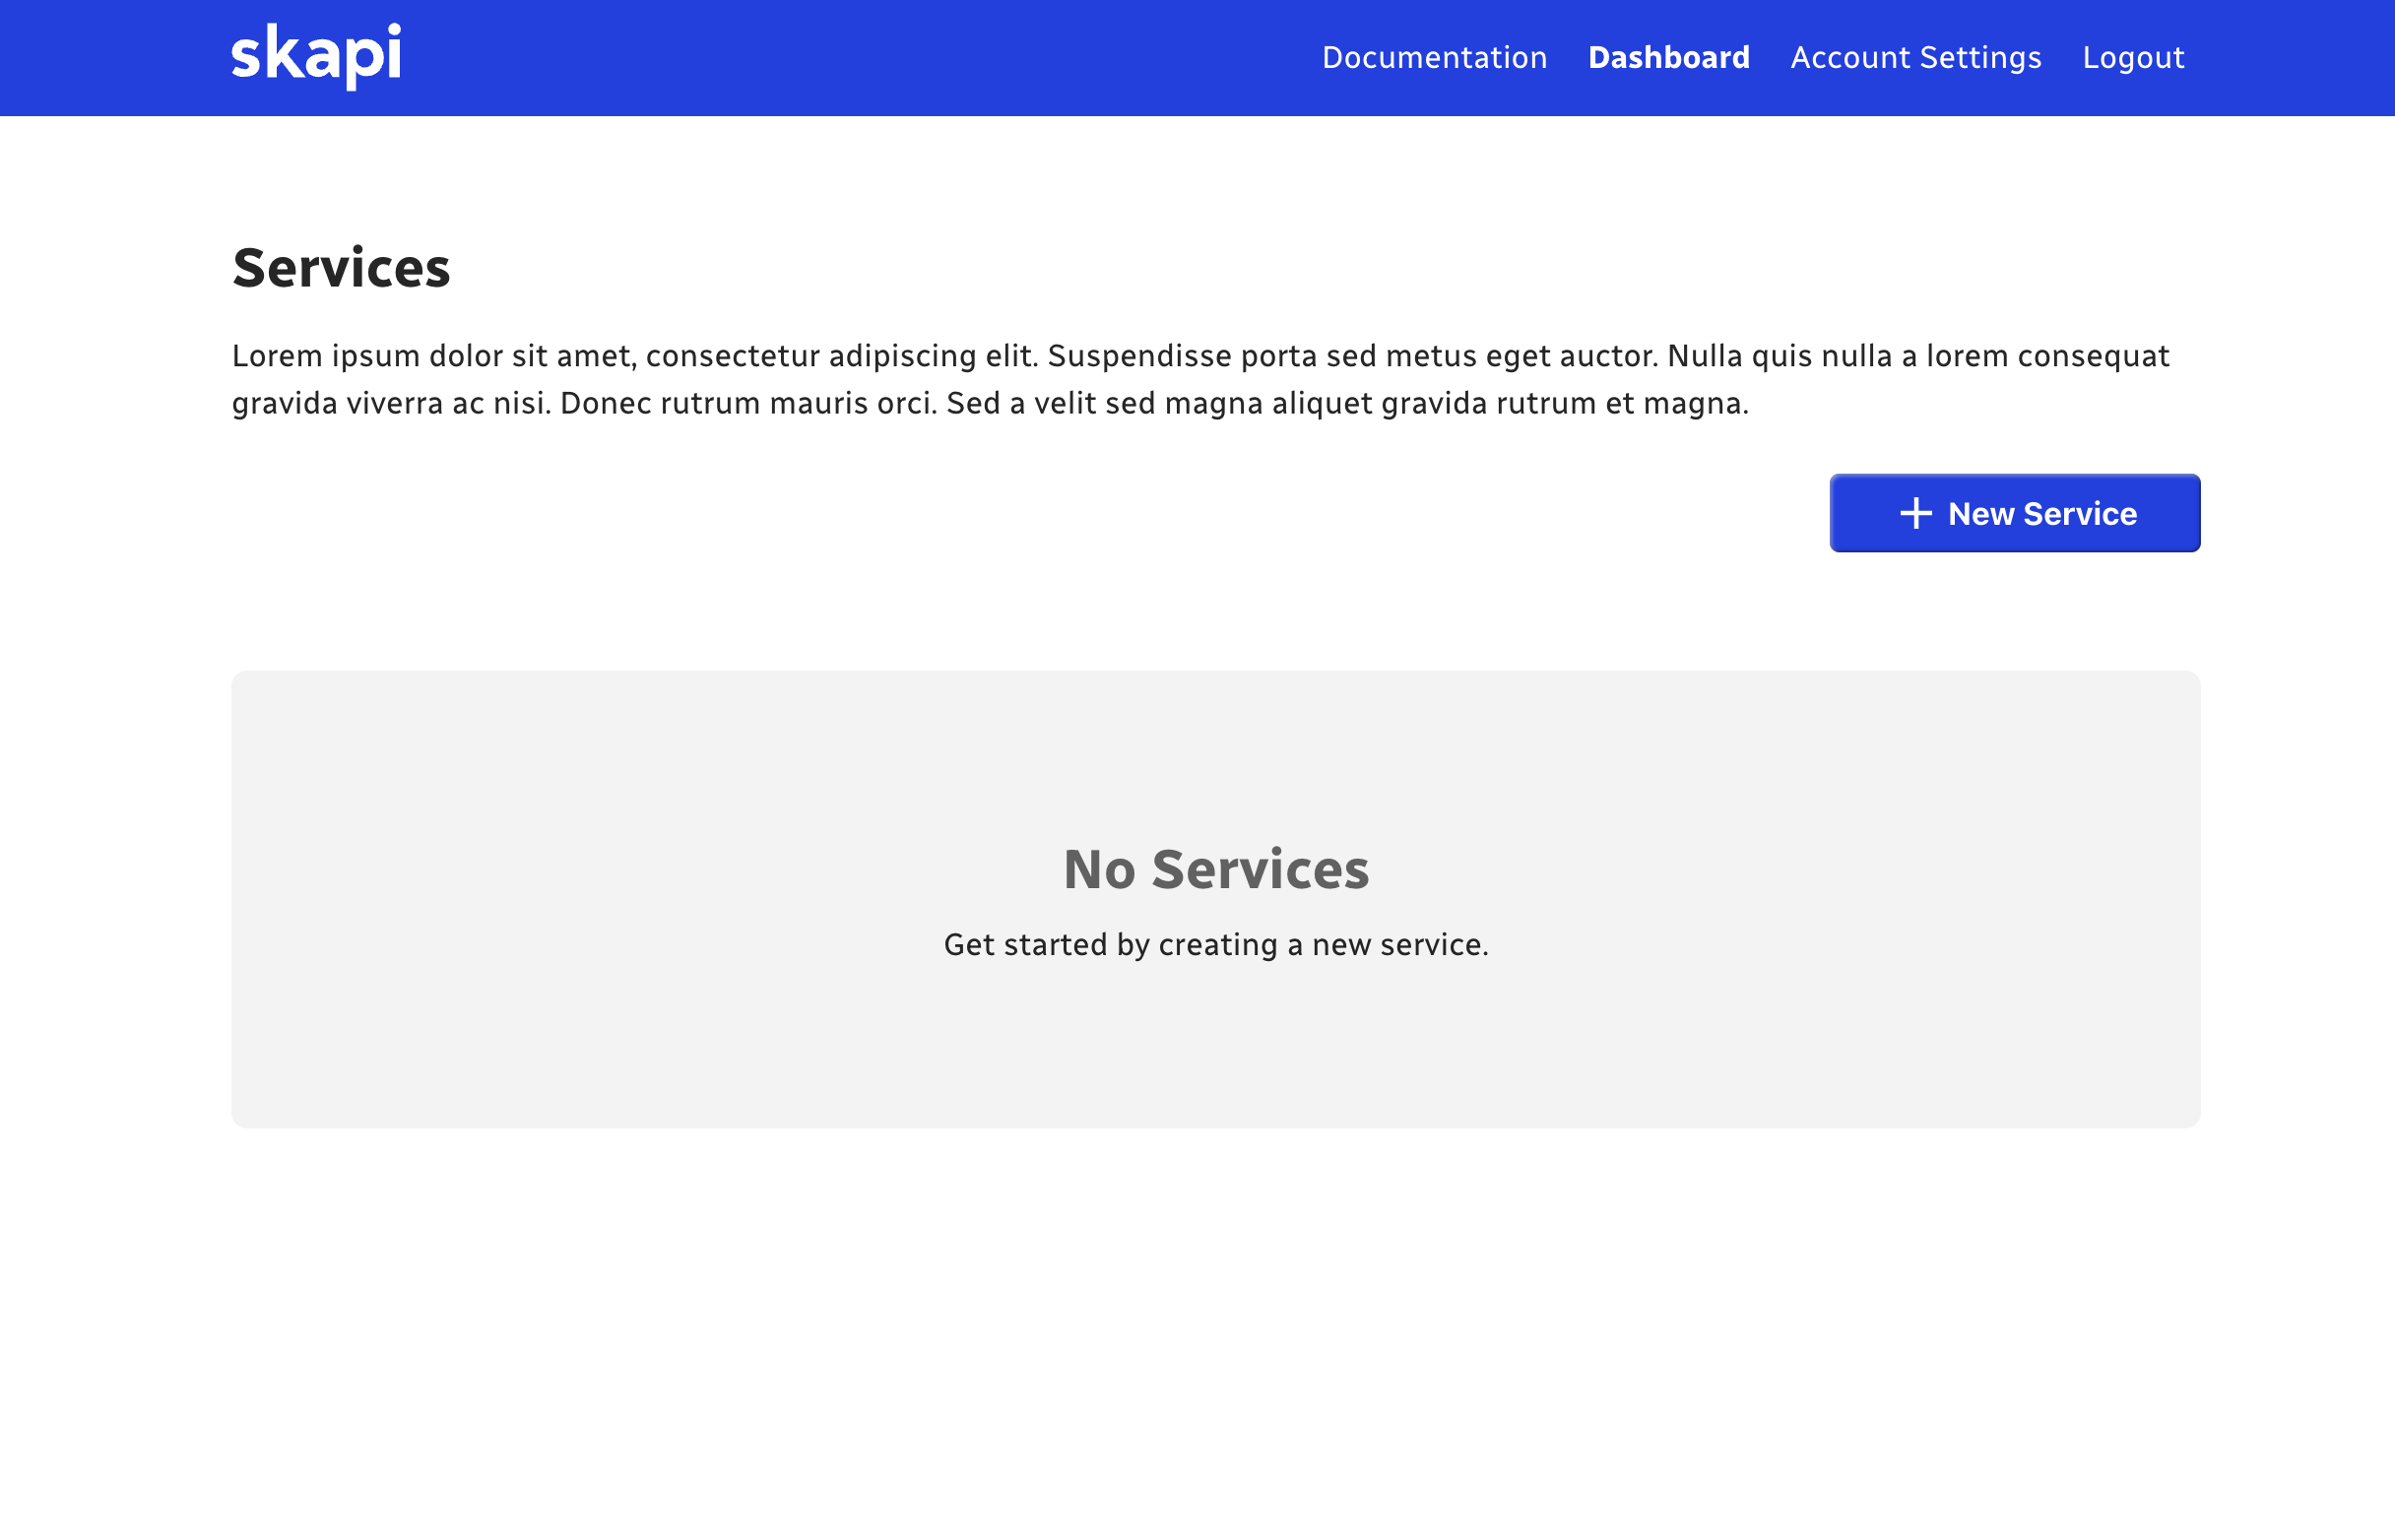 skapi
Documentation Dashboard Account Settings Logout
Services
Lorem ipsum dolor sit amet, consectetur adipiscing elit. Suspendisse porta sed metus eget auctor. Nulla quis nulla a lorem consequat
gravida viverra ac nisi. Donec rutrum mauris orci. Sed a velit sed magna aliquet gravida rutrum et magna.
+ New Service
No Services
Get started by creating a new service.